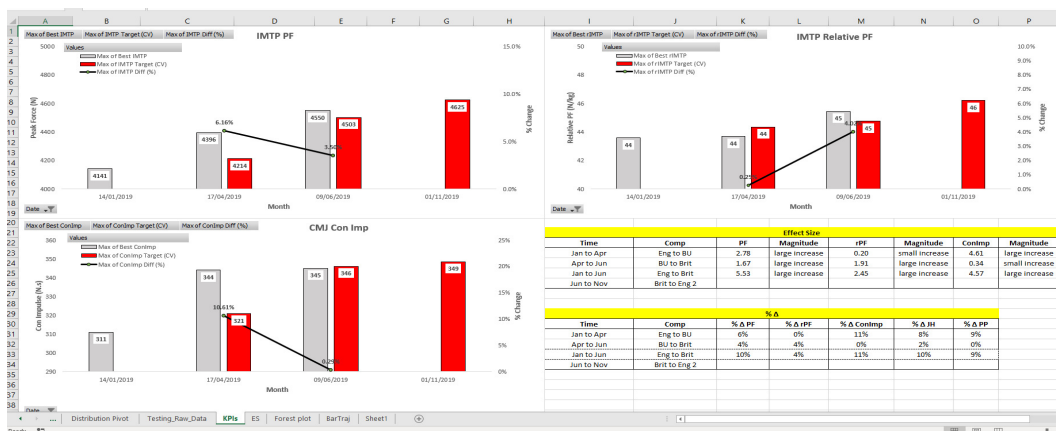 A B C D E F G H I J K L M N O P
Max of Best IMTP Max of IMTP Target (CV) Max of IMTP Diff (%)
IMTP PF
Values
Max of Best IMTP
Max of IMTP Target (CV)
Max of IMTP Diff (%)
Peak Force (N)
5000
4800
4600
4400
4200
4000
15.0%
10.0%
5.0%
0.0%
% Change
4141
4396
4214
6.16%
4550
4503
4625
14/01/2019 17/04/2019 09/06/2019 01/11/2019
Month
Date
Max of Best rIMTP Max of rIMTP Target (CV) Max of rIMTP Diff (%)
IMTP Relative PF
Values
Max of Best rIMTP
Max of rIMTP Target (CV)
Max of rIMTP Diff (%)
Relative PF (N/kg)
50
48
46
44
42
40
10.0%
9.0%
8.0%
7.0%
6.0%
5.0%
4.0%
3.0%
2.0%
1.0%
0.0%
% Change
44
44
44
45
45
46
14/01/2019 17/04/2019 09/06/2019 01/11/2019
Month
Date
Max of Best ConImp Max of ConImp Target (CV) Max of ConImp Diff (%)
CMJ Con Imp
Values
Max of Best ConImp
Max of ConImp Target (CV)
Max of ConImp Diff (%)
Con Impulse (N.s)
360
350
340
330
320
310
300
290
25%
20%
15%
10%
5%
0%
% Change
311
344
321
10.61%
345
346
0.29%
349
14/01/2019 17/04/2019 09/06/2019 01/11/2019
Month
Date
Effect Size
Time Comp PF Magnitude rPF Magnitude ConImp Magnitude
Jan to Apr Eng to BU 2.78 large increase 0.20 small increase 4.61 large increase
Apr to Jun BU to Brit 1.67 large increase 1.91 large increase 0.34 small increase
Jan to Jun Eng to Brit 5.53 large increase 2.45 large increase 4.57 large increase
Jun to Nov Brit to Eng 2
% Δ
Time Comp % Δ PF % Δ rPF % Δ ConImp % Δ JH % Δ PP
Jan to Apr Eng to BU 6% 0% 11% 8% 9%
Apr to Jun BU to Brit 4% 4% 0% 2% 0%
Jan to Jun Eng to Brit 10% 4% 11% 10% 9%
Jun to Nov Brit to Eng 2
... Distribution Pivot Testing_Raw_Data KPIs ES Forest plot BarTraj Sheet1